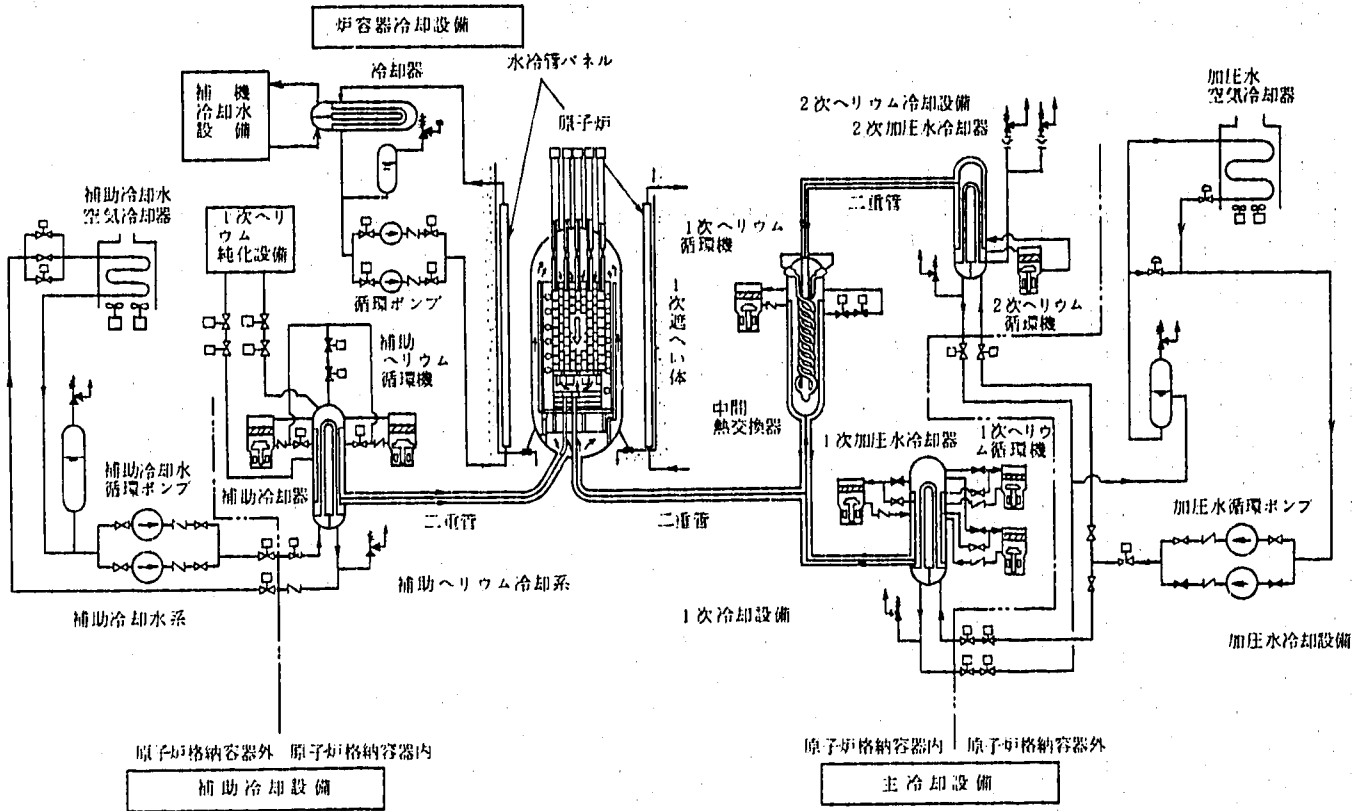 炉容器冷却設備
冷却器
水冷管パネル
補機
冷却水
設備
原子炉
補助冷却水
空気冷却器
1次ヘリ
ウム
純化設備
循環ポンプ
補助
ヘリウム
循環機
1次遮へい体
2次ヘリウム冷却設備
2次加圧水冷却器
加圧水
空気冷却器
二重管
1次ヘリウム
循環機
2次ヘリウム
循環機
中間
熱交換器
1次加圧水冷却器
1次ヘリウ
ム循環機
補助冷却水
循環ポンプ
補助冷却器
二重管
二重管
加圧水循環ポンプ
補助ヘリウム冷却系
補助冷却水系
1次冷却設備
加圧水冷却設備
原子炉格納容器外 原子炉格納容器内
補助冷却設備
原子炉格納容器内 原子炉格納容器外
主冷却設備